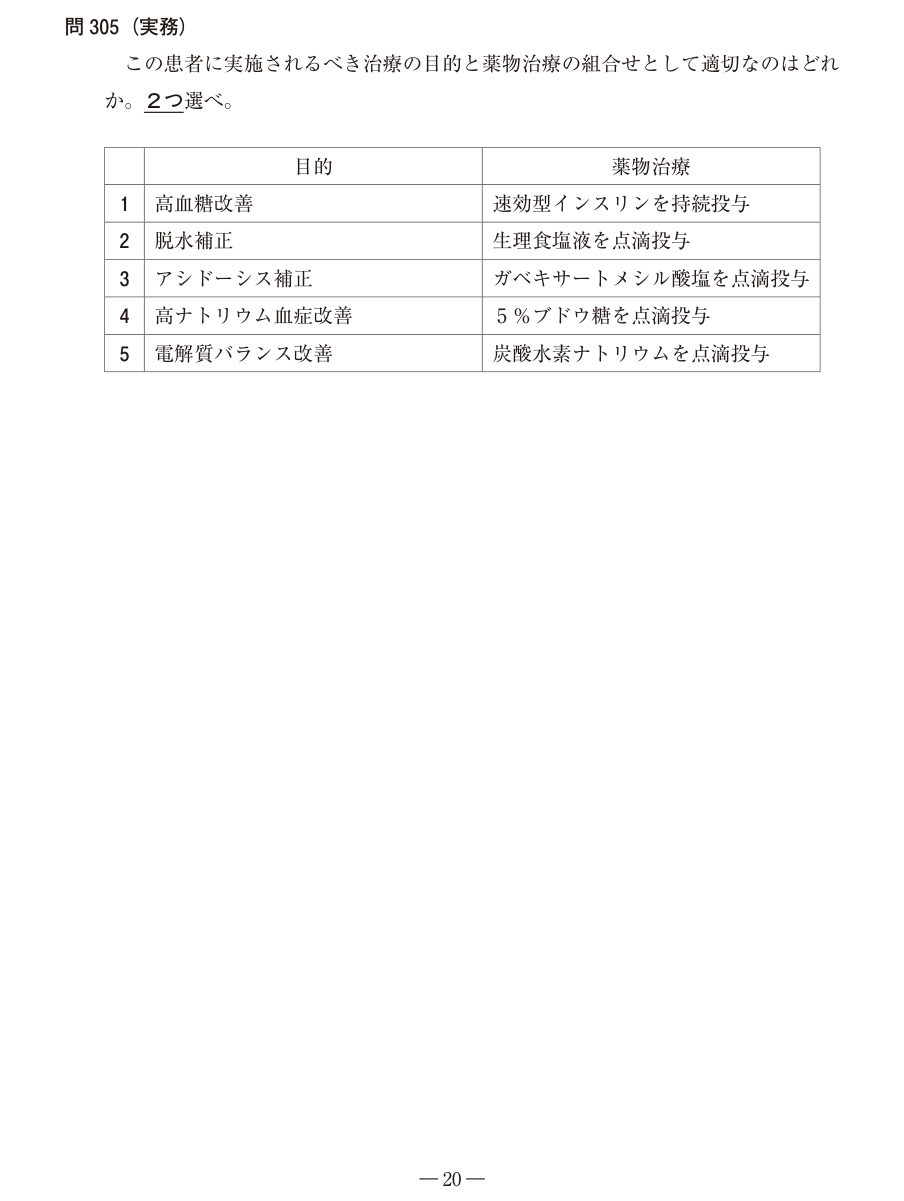 問 305（実務）
この患者に実施されるべき治療の目的と薬物治療の組合せとして適切なのはどれ
か。２つ選べ。
目的 薬物治療
1 高血糖改善 速効型インスリンを持続投与
2 脱水補正 生理食塩液を点滴投与
3 アシドーシス補正 ガベキサートメシル酸塩を点滴投与
4 高ナトリウム血症改善 ５％ブドウ糖を点滴投与
5 電解質バランス改善 炭酸水素ナトリウムを点滴投与
― 20 ―